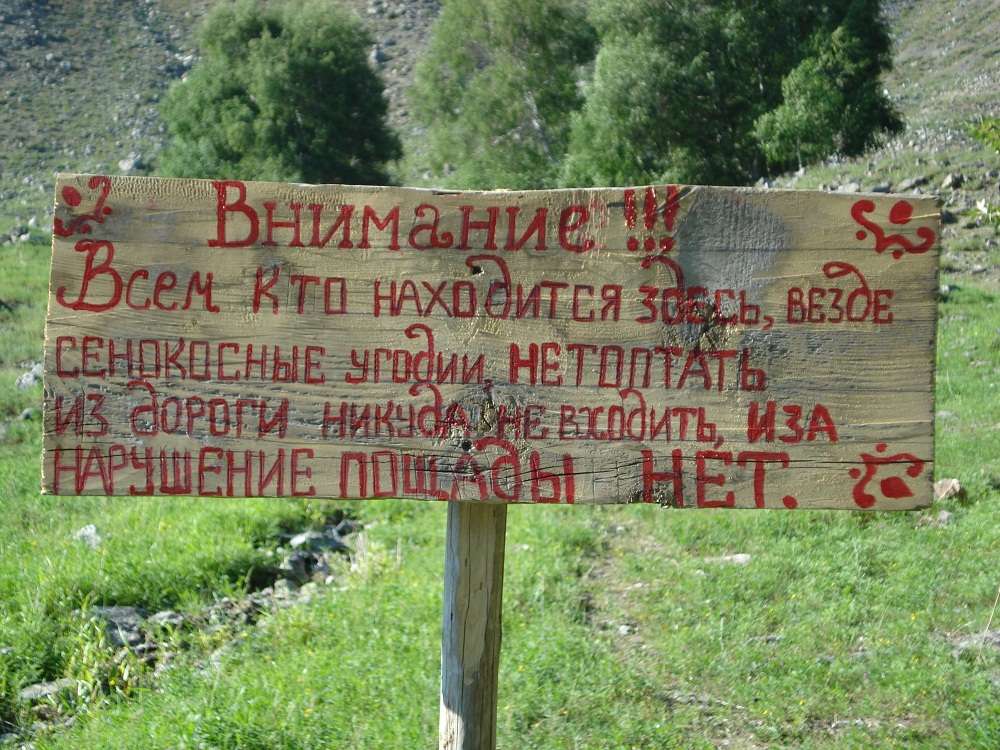 Внимание !!!
Всем кто находится здесь, везде
сенокосные угодии, нетоптать
из дороги никуда не входить, иза
нарушение пощады нет.